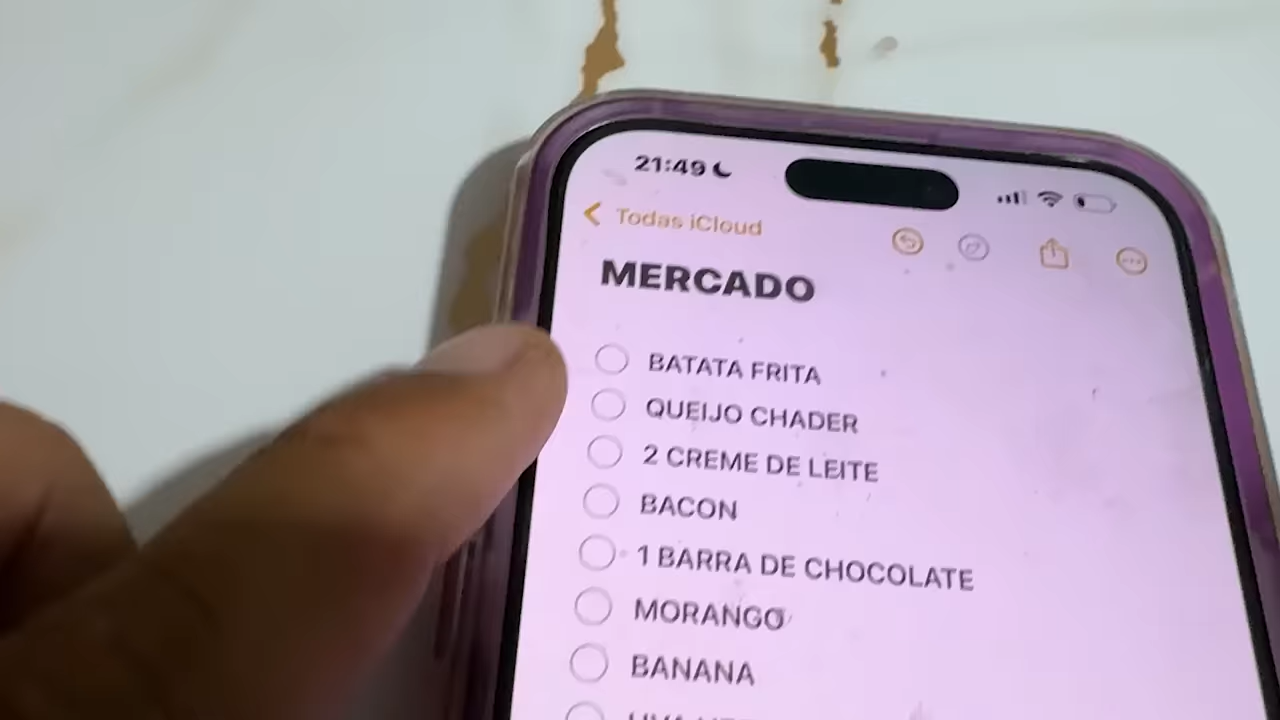 21:49
Todas iCloud
MERCADO
BATATA FRITA
QUEIJO CHADER
2 CREME DE LEITE
BACON
1 BARRA DE CHOCOLATE
MORANGO
BANANA